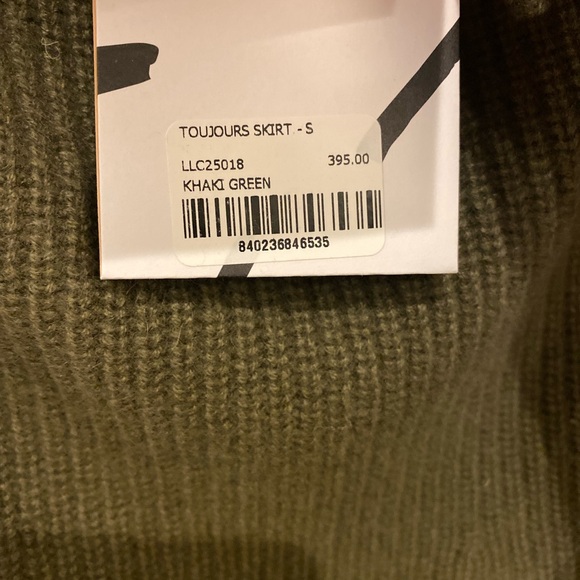 TOUJOURS SKIRT - S
LLC25018 395.00
KHAKI GREEN
840236846535